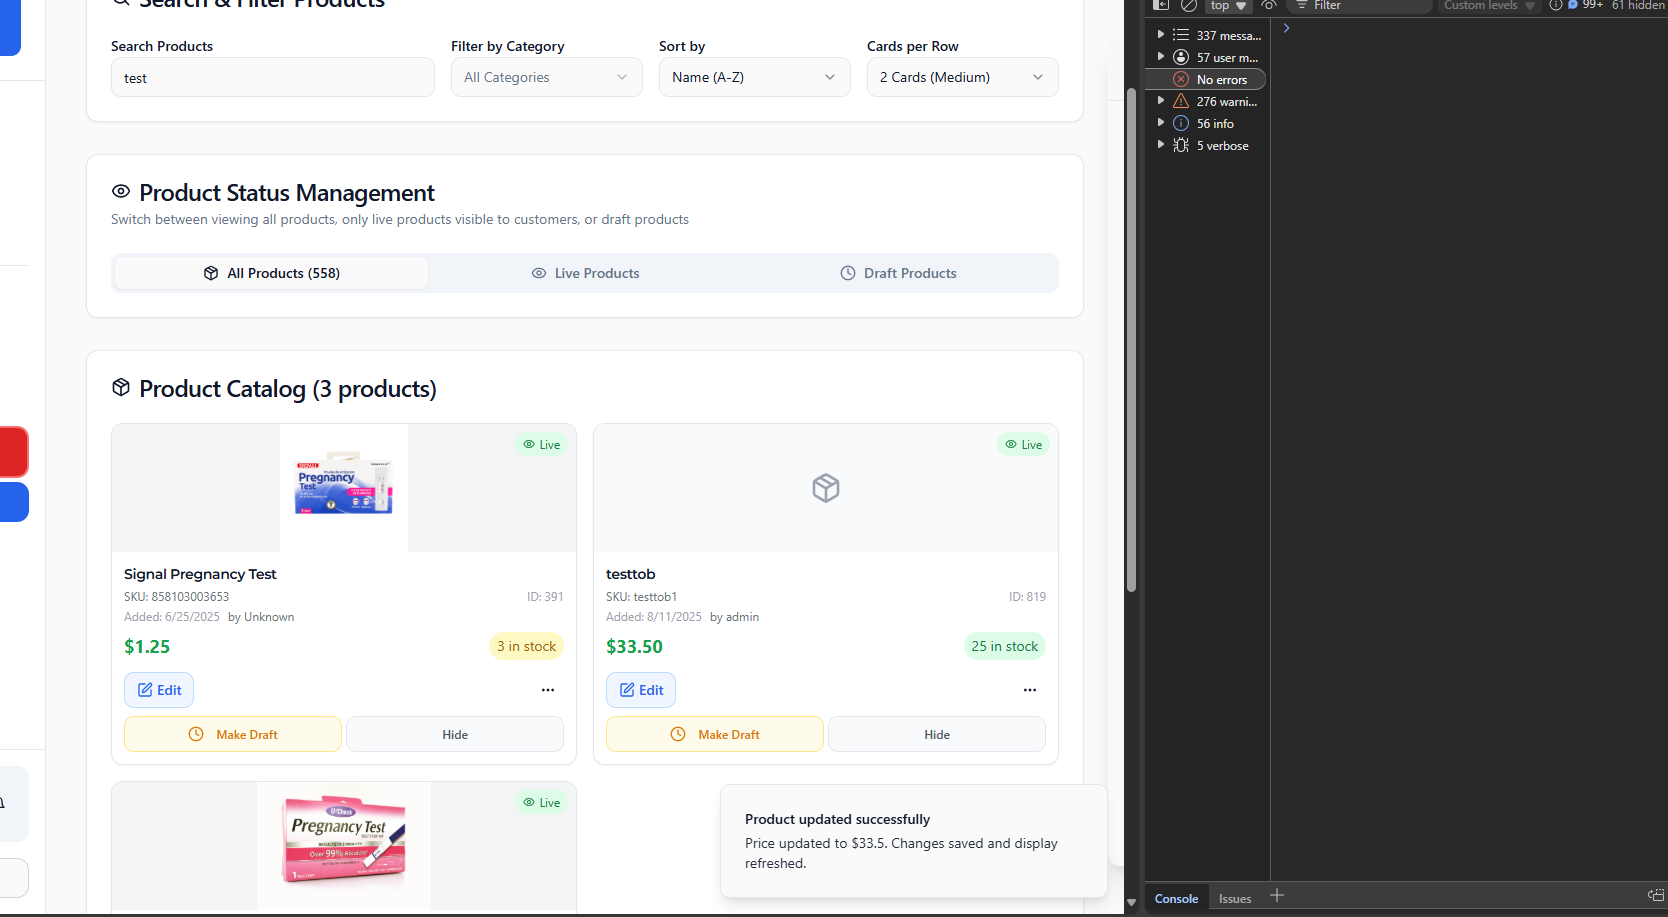 Search & Filter Products
Search Products
Filter by Category
Sort by
Cards per Row
test
All Categories
Name (A-Z)
2 Cards (Medium)
Product Status Management
Switch between viewing all products, only live products visible to customers, or draft products
All Products (558)
Live Products
Draft Products
Product Catalog (3 products)
Live
Pregnancy
Test
Signal Pregnancy Test
SKU: 858103003653
ID: 391
Added: 6/25/2025 by Unknown
$1.25
3 in stock
Edit
Make Draft
Hide
Live
testtob
SKU: testtob1
ID: 819
Added: 8/11/2025 by admin
$33.50
25 in stock
Edit
Make Draft
Hide
Live
Pregnancy Test
Over 99% Accurate
Product updated successfully
Price updated to $33.5. Changes saved and display
refreshed.
top
Filter
Custom levels
99+
61 hidden
337 messa...
57 user m...
No errors
276 warni...
56 info
5 verbose
Console
Issues